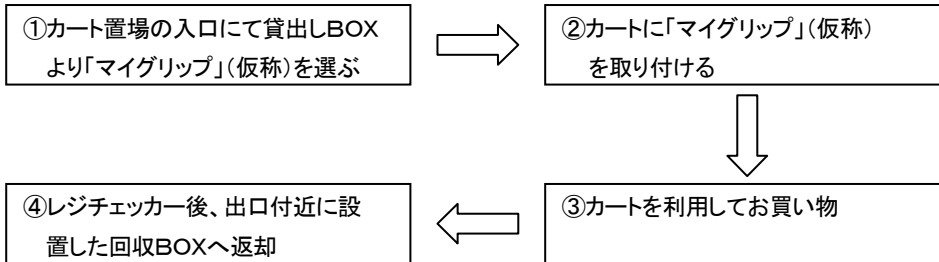 ①カート置場の入口にて貸出しBOX
より「マイグリップ」(仮称)を選ぶ
②カートに「マイグリップ」(仮称)
を取り付ける
③カートを利用してお買い物
④レジチェッカー後、出口付近に設
置した回収BOXへ返却